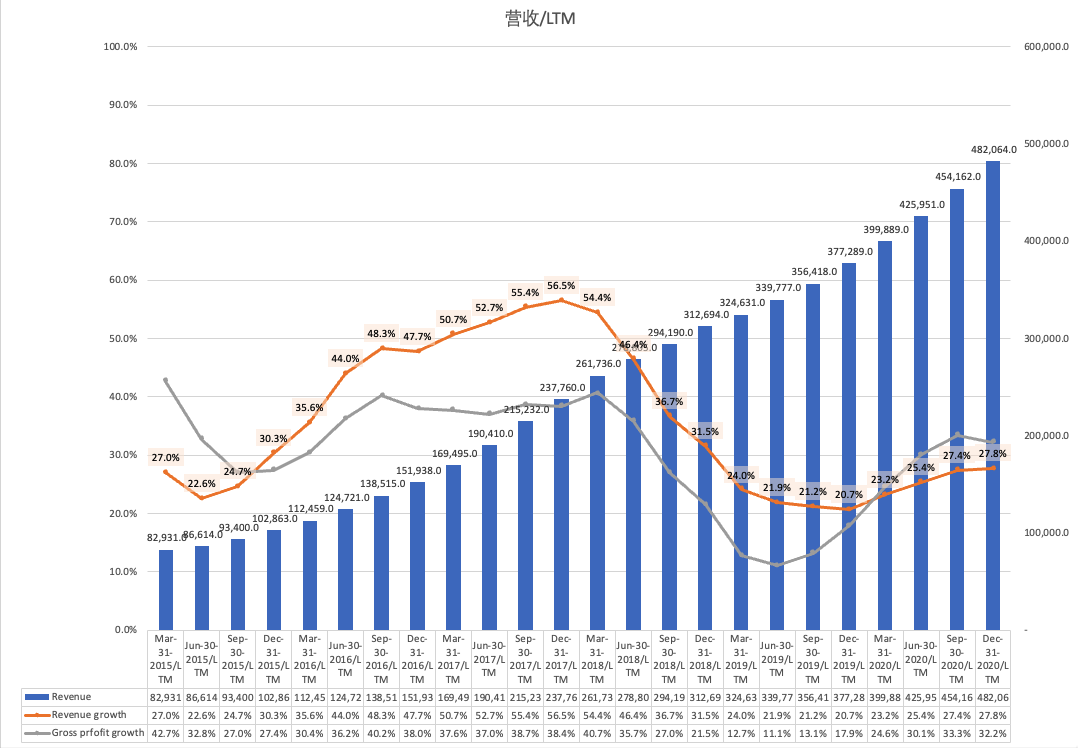 营收/LTM
100.0%
90.0%
80.0%
70.0%
60.0%
50.0%
40.0%
30.0%
20.0%
10.0%
0.0%
600,000.0
500,000.0
400,000.0
300,000.0
200,000.0
100,000.0
-
82,931.0 86,614.0 93,400.0 102,863.0 112,459.0 124,721.0 138,515.0 151,938.0 169,495.0 190,410.0 215,232.0 237,760.0 261,736.0 294,190.0 312,694.0 324,631.0 339,777.0 356,418.0 377,289.0 399,889.0 425,951.0 454,162.0 482,064.0
27.0% 22.6% 24.7% 30.3% 35.6% 44.0% 48.3% 47.7% 50.7% 52.7% 55.4% 56.5% 54.4% 46.4% 36.7% 31.5% 24.0% 21.9% 21.2% 20.7% 23.2% 25.4% 27.4% 27.8%
Mar-31-2015/LTM Jun-30-2015/LTM Sep-30-2015/LTM Dec-31-2015/LTM Mar-31-2016/LTM Jun-30-2016/LTM Sep-30-2016/LTM Dec-31-2016/LTM Mar-31-2017/LTM Jun-30-2017/LTM Sep-30-2017/LTM Dec-31-2017/LTM Mar-31-2018/LTM Jun-30-2018/LTM Sep-30-2018/LTM Dec-31-2018/LTM Mar-31-2019/LTM Jun-30-2019/LTM Sep-30-2019/LTM Dec-31-2019/LTM Mar-31-2020/LTM Jun-30-2020/LTM Sep-30-2020/LTM Dec-31-2020/LTM
Revenue 82,931 86,614 93,400 102,86 112,45 124,72 138,51 151,93 169,49 190,41 215,23 237,76 261,73 278,80 294,19 312,69 324,63 339,77 356,41 377,28 399,88 425,95 454,16 482,06
Revenue growth 27.0% 22.6% 24.7% 30.3% 35.6% 44.0% 48.3% 47.7% 50.7% 52.7% 55.4% 56.5% 54.4% 46.4% 36.7% 31.5% 24.0% 21.9% 21.2% 20.7% 23.2% 25.4% 27.4% 27.8%
Gross prfofit growth 42.7% 32.8% 27.0% 27.4% 30.4% 36.2% 40.2% 38.0% 37.6% 37.0% 38.7% 38.4% 40.7% 35.7% 27.0% 21.5% 12.7% 11.1% 13.1% 17.9% 24.6% 30.1% 33.3% 32.2%